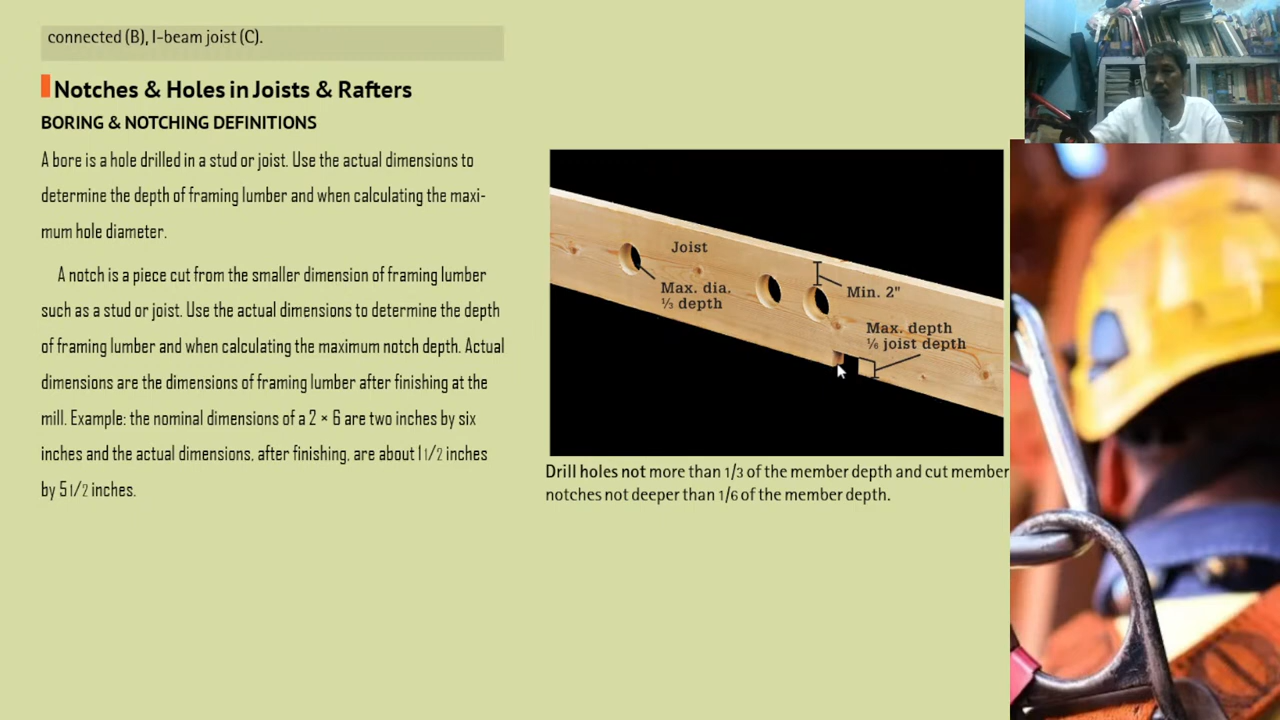 connected (B), I-beam joist (C).
Notches & Holes in Joists & Rafters
BORING & NOTCHING DEFINITIONS
A bore is a hole drilled in a stud or joist. Use the actual dimensions to
determine the depth of framing lumber and when calculating the maxi-
mum hole diameter.
A notch is a piece cut from the smaller dimension of framing lumber
such as a stud or joist. Use the actual dimensions to determine the depth
of framing lumber and when calculating the maximum notch depth. Actual
dimensions are the dimensions of framing lumber after finishing at the
mill. Example: the nominal dimensions of a 2 × 6 are two inches by six
inches and the actual dimensions, after finishing, are about 1 1/2 inches
by 5 1/2 inches.
Joist
Max. dia.
⅓ depth
Min. 2"
Max. depth
⅙ joist depth
Drill holes not more than 1/3 of the member depth and cut member
notches not deeper than 1/6 of the member depth.